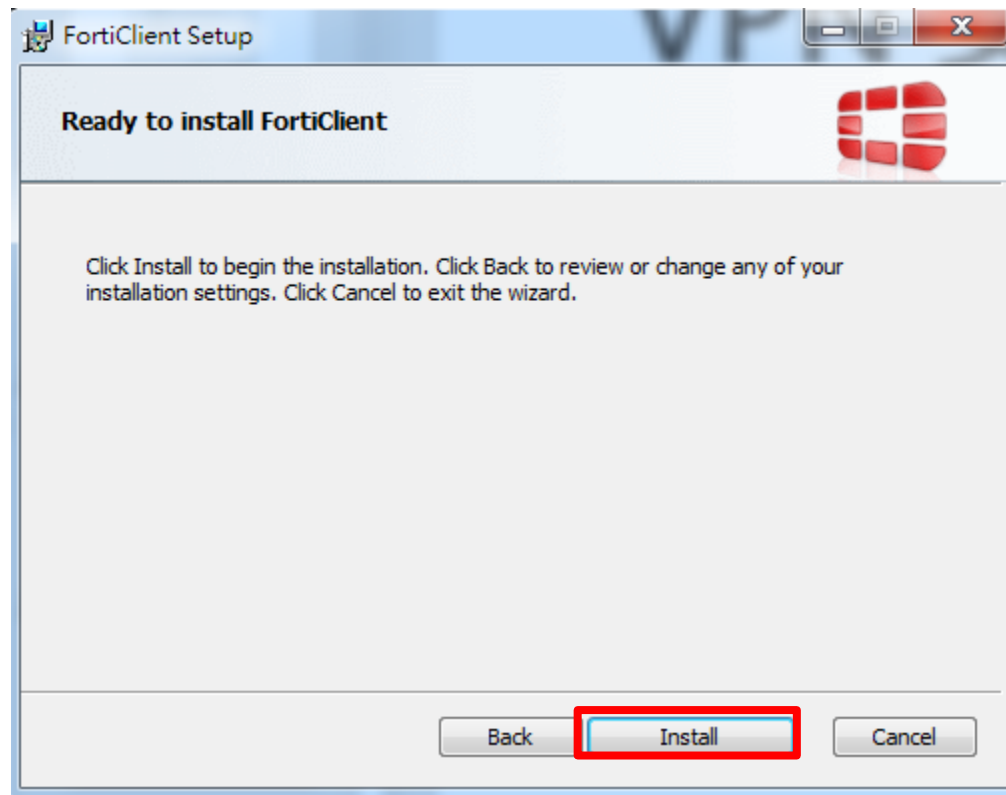 FortiClient Setup
VPN
Ready to install FortiClient
Click Install to begin the installation. Click Back to review or change any of your
installation settings. Click Cancel to exit the wizard.
Back
Install
Cancel